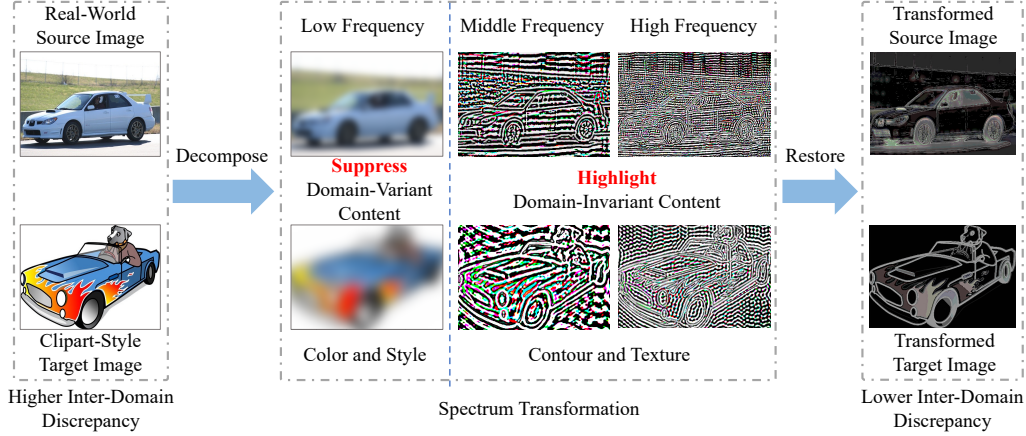 Real-World
Source Image
Decompose
Clipart-Style
Target Image
Higher Inter-Domain
Discrepancy
Low Frequency
Middle Frequency
High Frequency
Suppress
Domain-Variant
Content
Highlight
Domain-Invariant Content
Color and Style
Contour and Texture
Spectrum Transformation
Restore
Transformed
Source Image
Transformed
Target Image
Lower Inter-Domain
Discrepancy